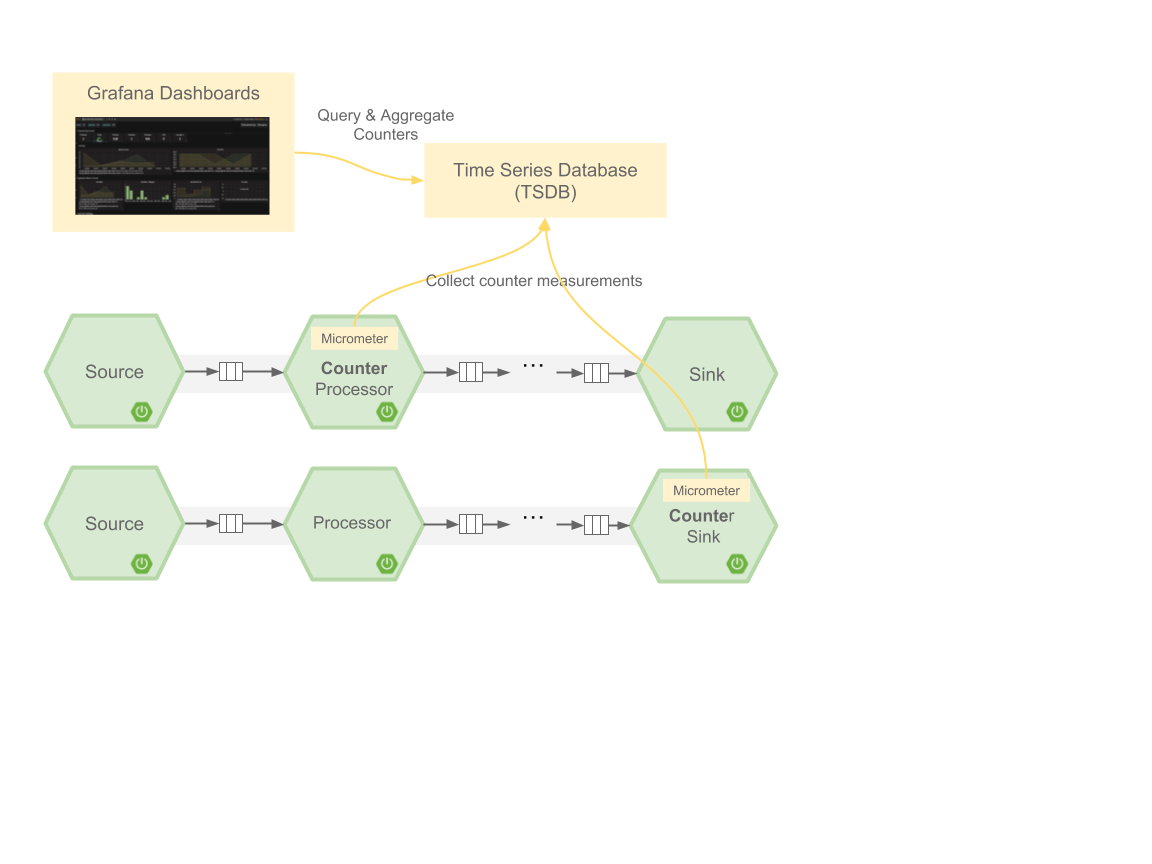 Grafana Dashboards
Query & Aggregate
Counters
Time Series Database
(TSDB)
Collect counter measurements
Source
Micrometer
Counter
Processor
...
Sink
Source
Processor
...
Micrometer
Counter
Sink